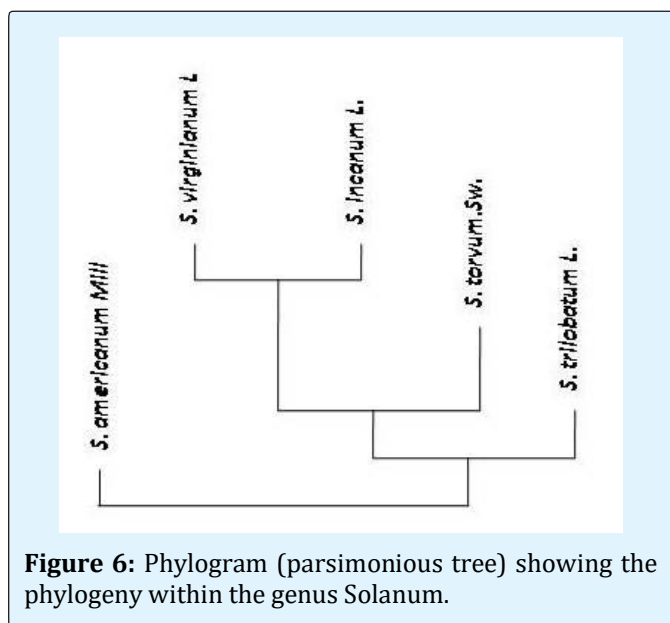 S. americanum Mill
S. virginianum L
S. incanum L.
S. torvum.Sw.
S. trilobatum L.
Figure 6: Phylogram (parsimonious tree) showing the
phylogeny within the genus Solanum.